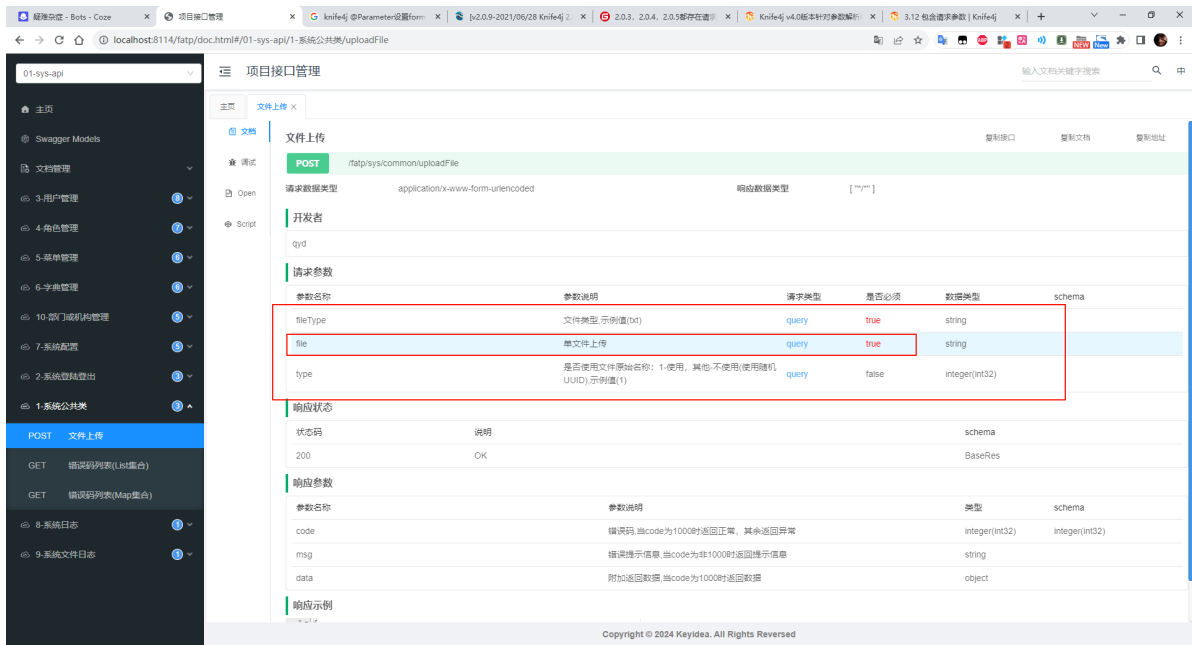 疑难杂症 - Bots - Coze
项目接口管理
knife4j @Parameter设置form
[v2.0.9-2021/06/28 Knife4j 2.
2.0.3、2.0.4、2.0.5都存在请求
Knife4j v4.0版本针对参数解析
3.12 包含请求参数 | Knife4j
localhost:8114/fatp/doc.html#/01-sys-api/1-系统公共类/uploadFile
01-sys-api
项目接口管理
输入文档关键字搜索
中
主页
Swagger Models
文档管理
3-用户管理 8
4-角色管理 7
5-菜单管理 6
6-字典管理 6
10-部门或机构管理 5
7-系统配置 5
2-系统登陆登出 3
1-系统公共类 3
POST 文件上传
GET 错误码列表(List集合)
GET 错误码列表(Map集合)
8-系统日志 1
9-系统文件日志 1
主页 文件上传
文档
调试
Open
Script
文件上传 复制接口 复制文档 复制地址
POST /fatp/sys/common/uploadFile
请求数据类型 application/x-www-form-urlencoded 响应数据类型 [ "*/*" ]
开发者
qyd
请求参数
参数名称 参数说明 请求类型 是否必须 数据类型 schema
fileType 文件类型,示例值(txt) query true string
file 单文件上传 query true string
type 是否使用文件原始名称：1-使用，其他-不使用(使用随机
UUID),示例值(1) query false integer(int32)
响应状态
状态码 说明 schema
200 OK BaseRes
响应参数
参数名称 参数说明 类型 schema
code 错误码,当code为1000时返回正常，其余返回异常 integer(int32) integer(int32)
msg 错误提示信息,当code为非1000时返回提示信息 string
data 附加返回数据,当code为1000时返回数据 object
响应示例
Copyright © 2024 Keyidea. All Rights Reversed